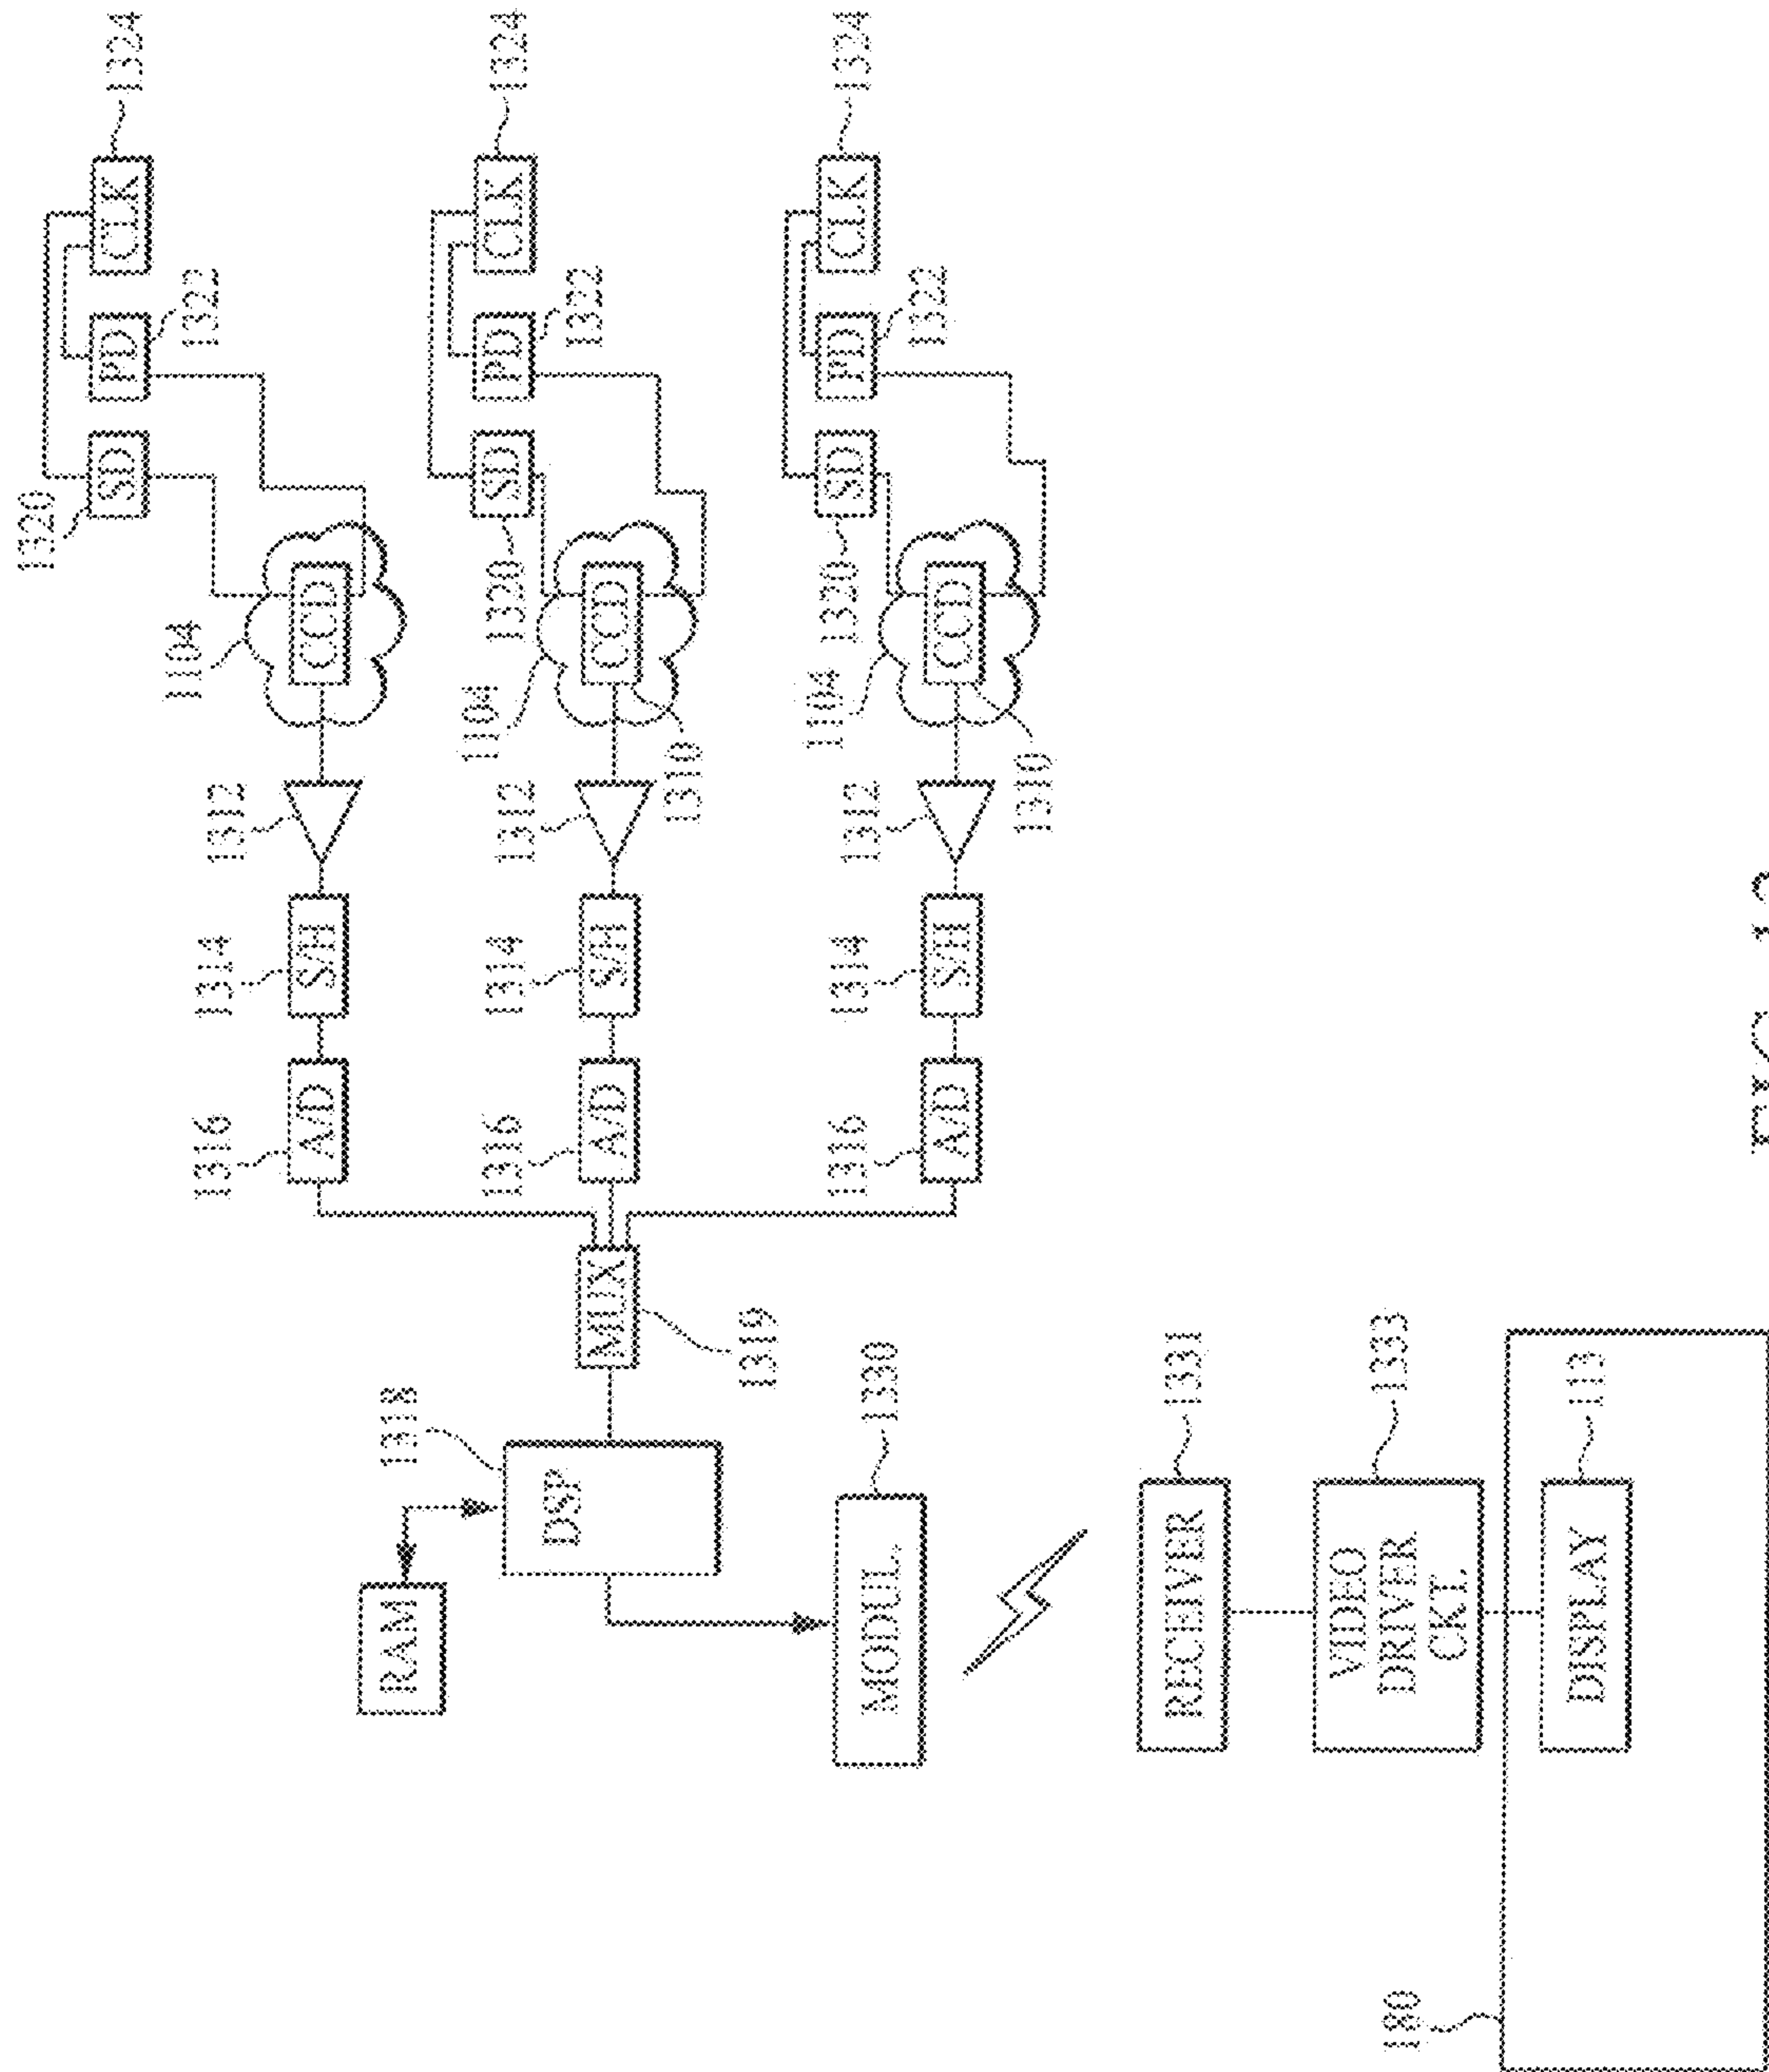 1320
SD
PD
1322
CLK
1324
1104
CCD
1312
1314
S/H
1316
A/D
1320
SD
PD
1322
CLK
1324
1104
CCD
1310
1312
1314
S/H
1316
A/D
1320
SD
PD
1322
CLK
1324
1104
CCD
1310
1312
1314
S/H
1316
A/D
MUX
1319
1318
DSP
RAM
MODUL.
1330
RECEIVER
1331
VIDEO
DRIVER
CKT.
1333
DISPLAY
113
180